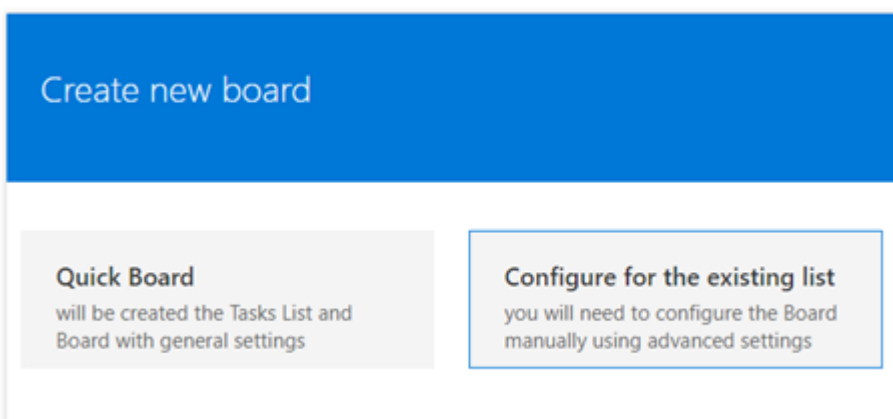 Create new board
Quick Board
will be created the Tasks List and
Board with general settings
Configure for the existing list
you will need to configure the Board
manually using advanced settings